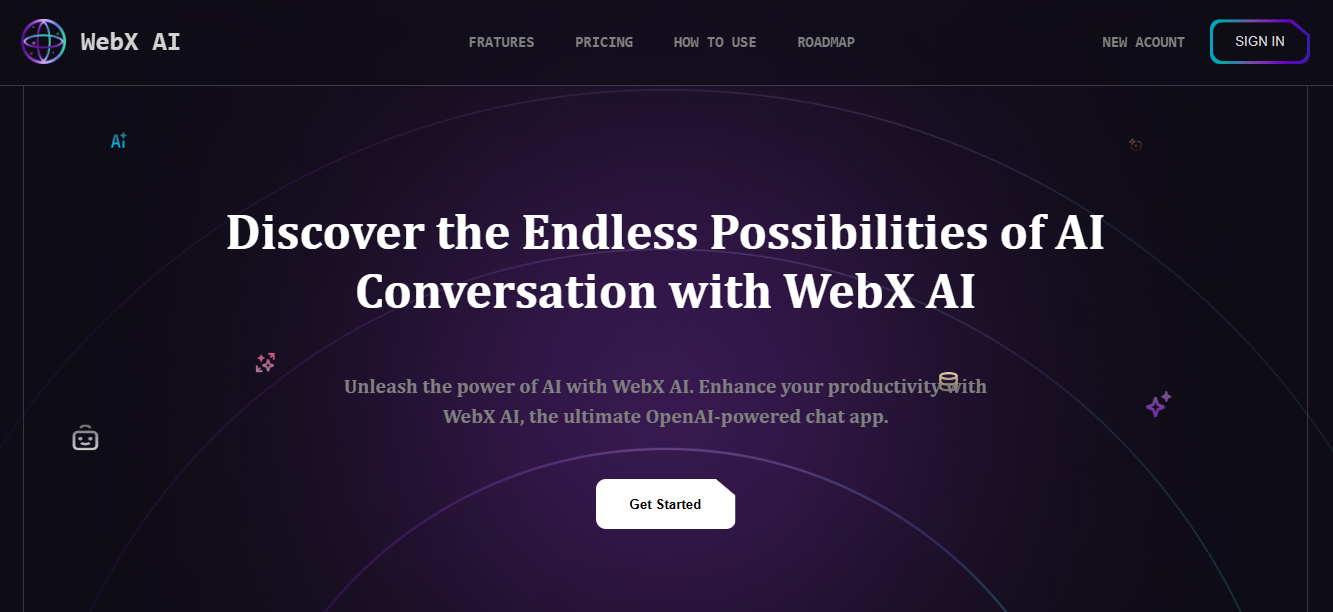 WebX AI
FRATURES
PRICING
HOW TO USE
ROADMAP
NEW ACOUNT
SIGN IN
Ai
Discover the Endless Possibilities of AI
Conversation with WebX AI
Unleash the power of AI with WebX AI. Enhance your productivity with
WebX AI, the ultimate OpenAI-powered chat app.
Get Started